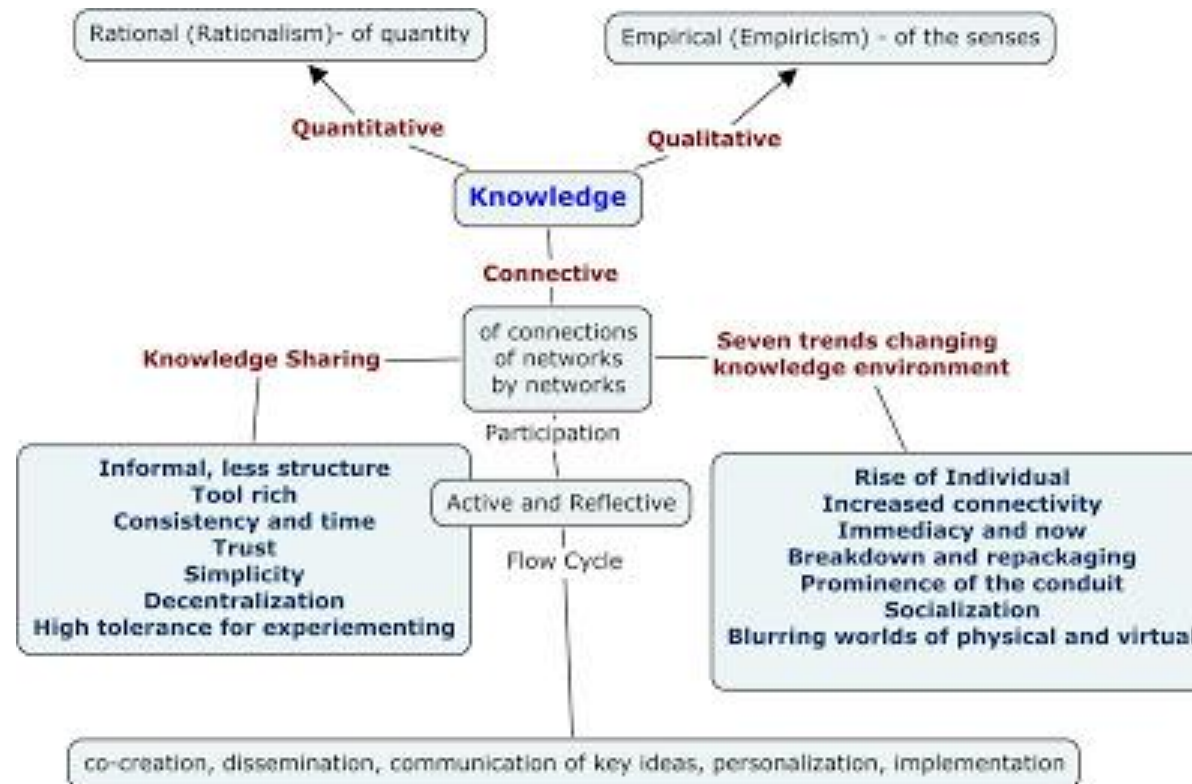 Rational (Rationalism)- of quantity
Empirical (Empiricism) - of the senses
Quantitative
Qualitative
Knowledge
Connective
of connections
of networks
by networks
Knowledge Sharing
Seven trends changing
knowledge environment
Participation
Informal, less structure
Tool rich
Consistency and time
Trust
Simplicity
Decentralization
High tolerance for experiementing
Active and Reflective
Rise of Individual
Increased connectivity
Immediacy and now
Breakdown and repackaging
Prominence of the conduit
Socialization
Blurring worlds of physical and virtual
Flow Cycle
co-creation, dissemination, communication of key ideas, personalization, implementation